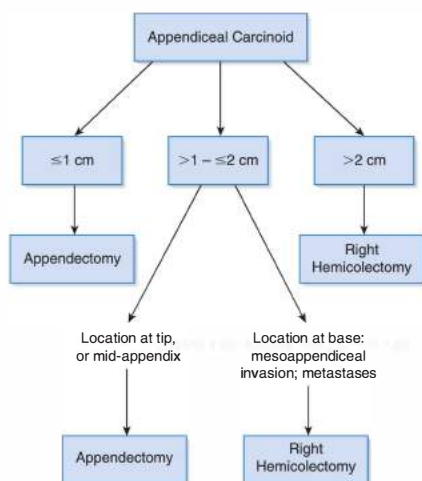 Appendiceal Carcinoid
≤1 cm
>1 – ≤2 cm
>2 cm
Appendectomy
Right
Hemicolectomy
Location at tip,
or mid-appendix
Location at base:
mesoappendiceal
invasion; metastases
Appendectomy
Right
Hemicolectomy